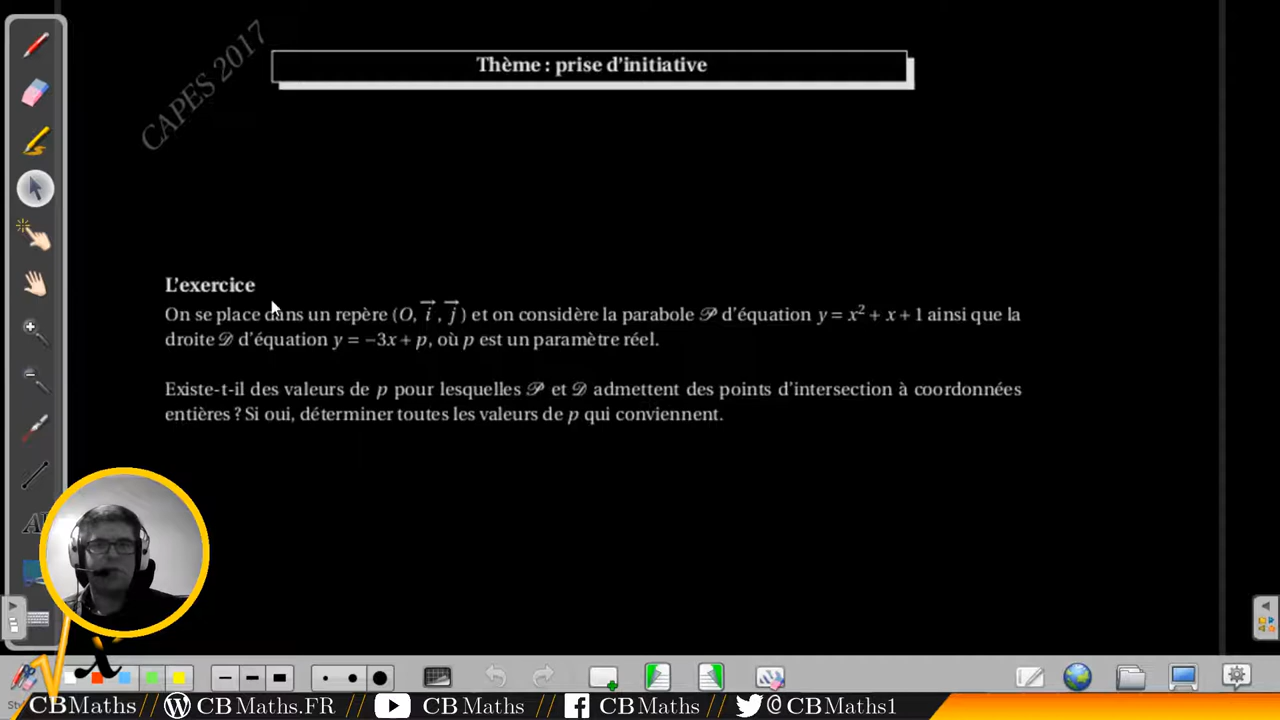 CAPES 2017
Thème : prise d'initiative
L'exercice
On se place dans un repère (O, i⃗, j⃗) et on considère la parabole 𝒫 d'équation y = x² + x + 1 ainsi que la
droite 𝒟 d'équation y = −3x + p, où p est un paramètre réel.
Existe-t-il des valeurs de p pour lesquelles 𝒫 et 𝒟 admettent des points d'intersection à coordonnées
entières ? Si oui, déterminer toutes les valeurs de p qui conviennent.
CBMaths // CBMaths.FR // CBMaths // CBMaths // @CBMaths1